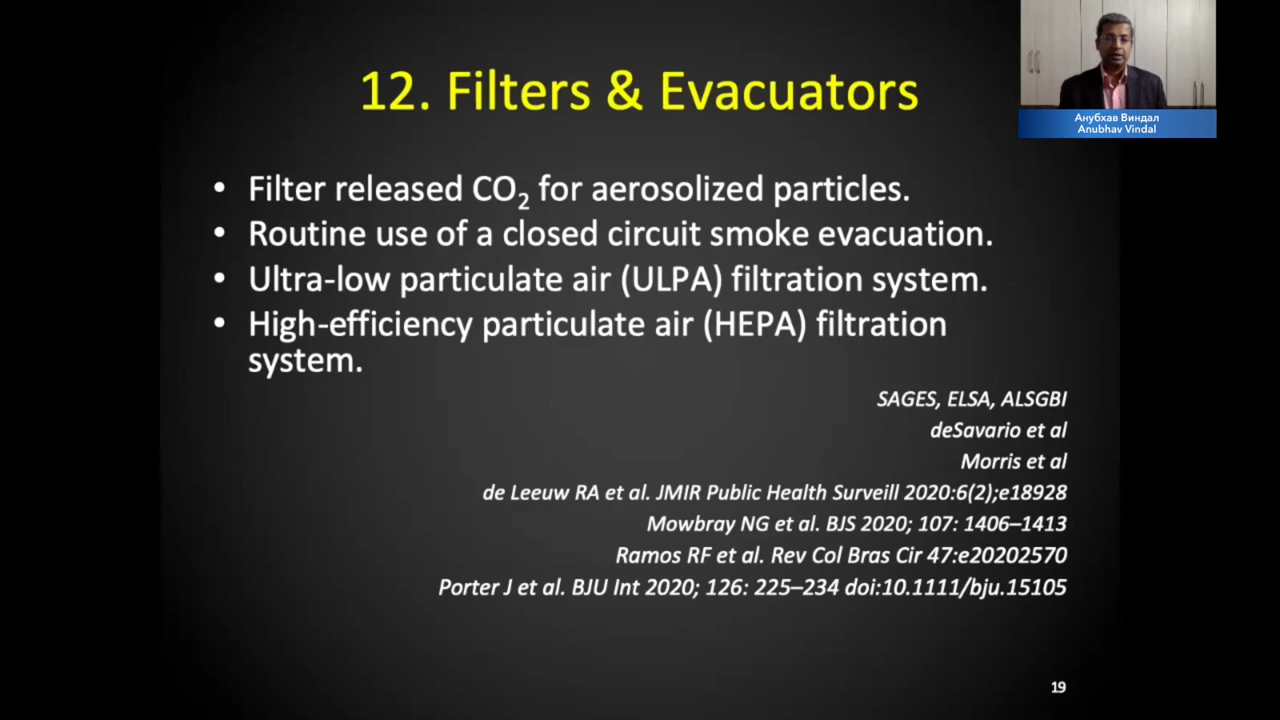 12. Filters & Evacuators
Анубхав Виндал
Anubhav Vindal
• Filter released CO₂ for aerosolized particles.
• Routine use of a closed circuit smoke evacuation.
• Ultra-low particulate air (ULPA) filtration system.
• High-efficiency particulate air (HEPA) filtration
system.
SAGES, ELSA, ALSGBI
deSavario et al
Morris et al
de Leeuw RA et al. JMIR Public Health Surveill 2020:6(2);e18928
Mowbray NG et al. BJS 2020; 107: 1406–1413
Ramos RF et al. Rev Col Bras Cir 47:e20202570
Porter J et al. BJU Int 2020; 126: 225–234 doi:10.1111/bju.15105
19